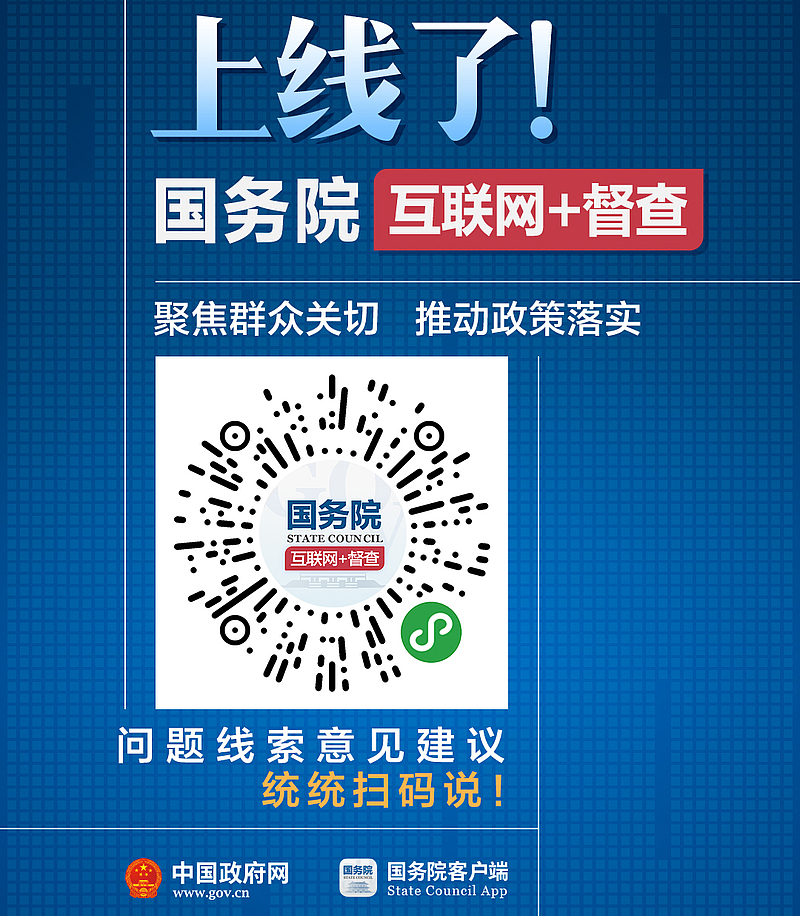 上线了!
国务院 互联网+督查
聚焦群众关切 推动政策落实
国务院
STATE COUNCIL
互联网+督查
问题线索意见建议
统统扫码说!
中国政府网
www.gov.cn
国务院
国务院客户端
State Council App